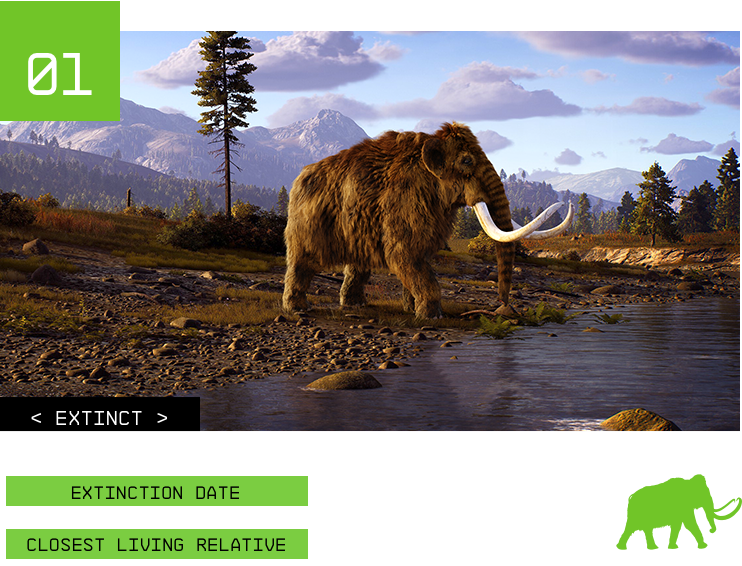 01
< EXTINCT >
EXTINCTION DATE
CLOSEST LIVING RELATIVE